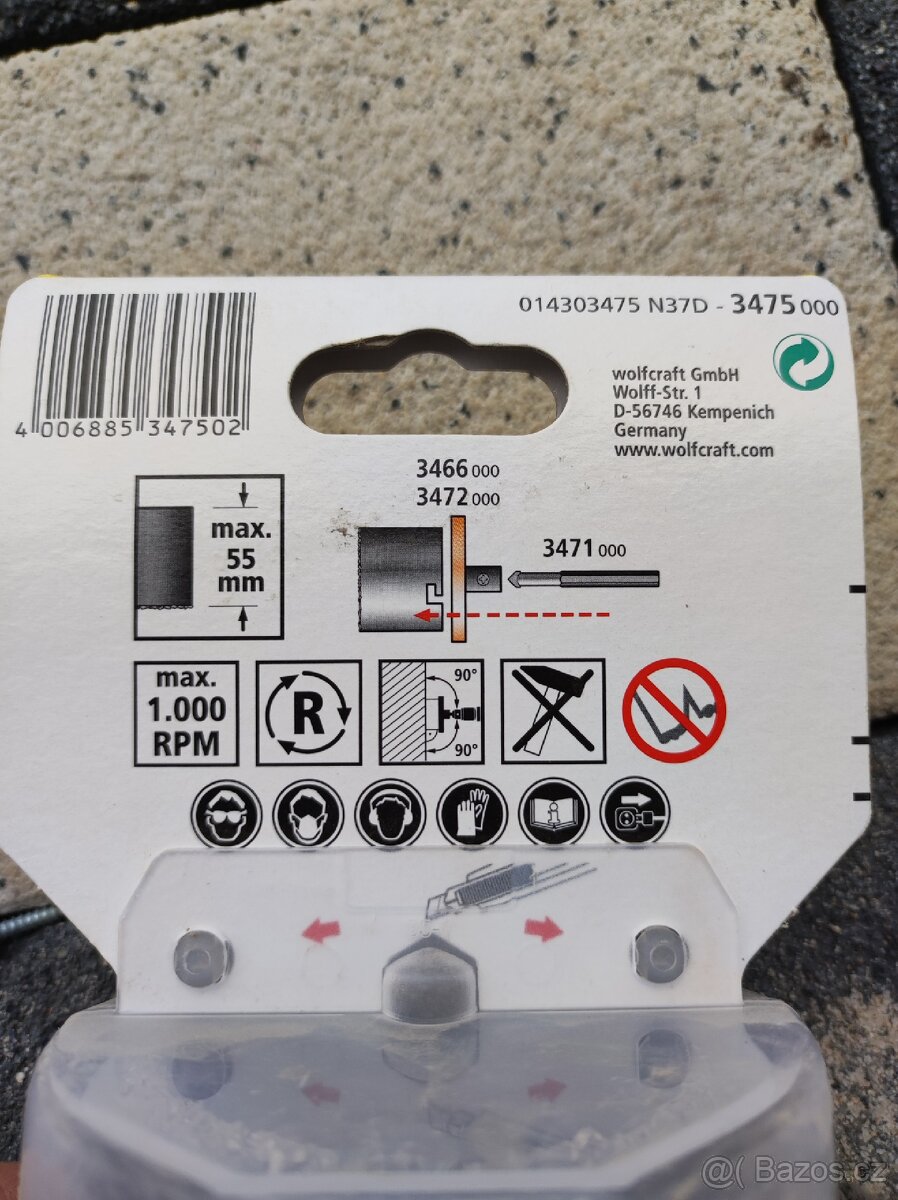 014303475 N37D - 3475 000
wolfcraft GmbH
Wolff-Str. 1
D-56746 Kempenich
Germany
www.wolfcraft.com
4 006885 347502
3466 000
3472 000
max.
55
mm
3471 000
max.
1.000
RPM
R
90°
90°
i
@( Bazos.cz